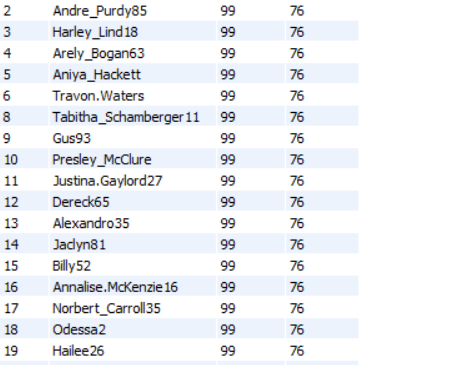 2 Andre_Purdy85 99 76
3 Harley_Lind18 99 76
4 Arely_Bogan63 99 76
5 Aniya_Hackett 99 76
6 Travon.Waters 99 76
8 Tabitha_Schamberger11 99 76
9 Gus93 99 76
10 Presley_McClure 99 76
11 Justina.Gaylord27 99 76
12 Dereck65 99 76
13 Alexandro35 99 76
14 Jaclyn81 99 76
15 Billy52 99 76
16 Annalise.McKenzie16 99 76
17 Norbert_Carroll35 99 76
18 Odessa2 99 76
19 Hailee26 99 76